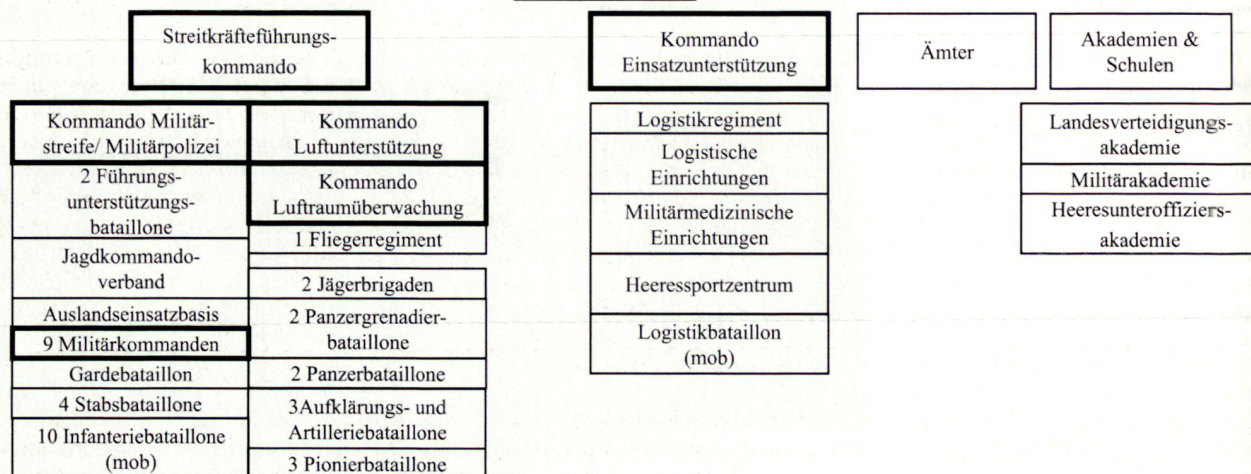 Streitkräfteführungs-
kommando
Kommando Militär-
streife/ Militärpolizei
2 Führungs-
unterstützungs-
bataillone
Jagdkommando-
verband
Auslandseinsatzbasis
9 Militärkommanden
Gardebataillon
4 Stabsbataillone
10 Infanteriebataillone
(mob)
Kommando
Luftunterstützung
Kommando
Luftraumüberwachung
1 Fliegerregiment
2 Jägerbrigaden
2 Panzergrenadier-
bataillone
2 Panzerbataillone
3Aufklärungs- und
Artilleriebataillone
3 Pionierbataillone
Kommando
Einsatzunterstützung
Logistikregiment
Logistische
Einrichtungen
Militärmedizinische
Einrichtungen
Heeressportzentrum
Logistikbataillon
(mob)
Ämter
Akademien &
Schulen
Landesverteidigungs-
akademie
Militärakademie
Heeresunteroffiziers-
akademie